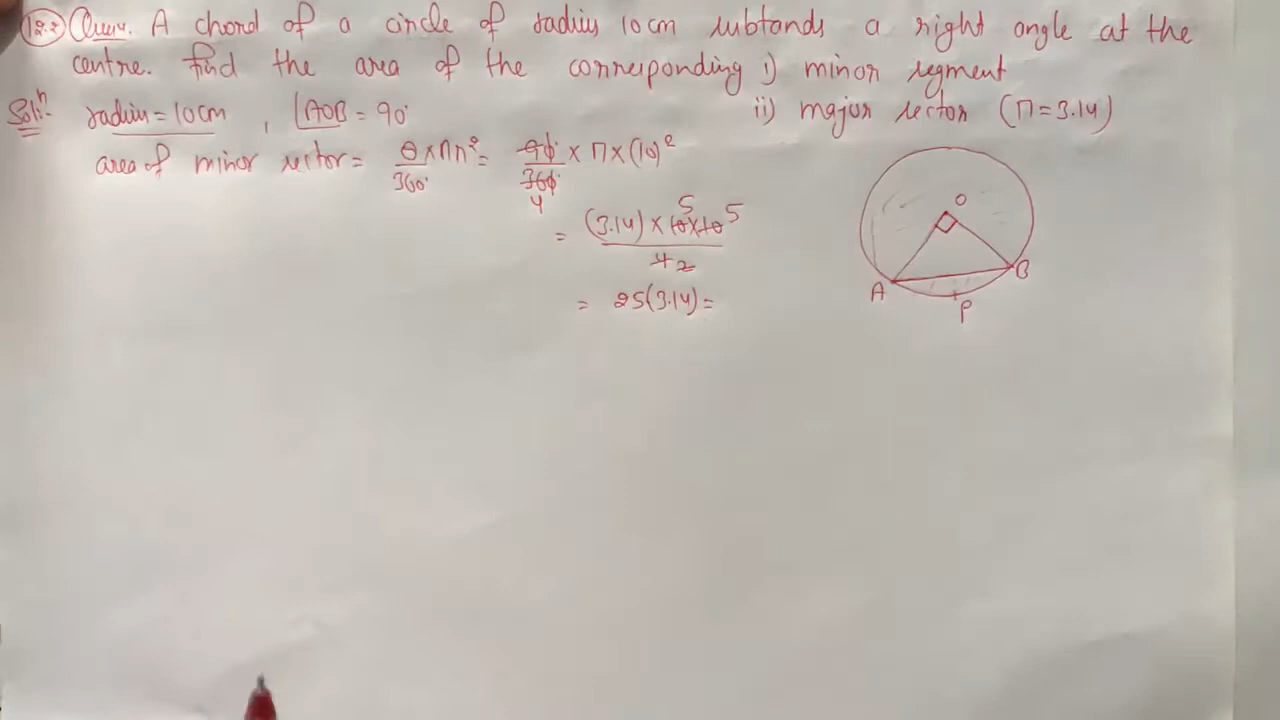 12.2 Ques. A chord of a circle of radius 10cm subtands a right angle at the
centre. find the area of the corresponding i) minor segment
ii) major sector (π=3.14)
Solⁿ:- radius = 10cm , ∠AOB = 90°
area of minor sector = θ/360° × πr² = 90°/360° × π × (10)²
4
= (3.14) × 10×10 / 4
5 5
2
= 25(3.14) =
O
A
B
P